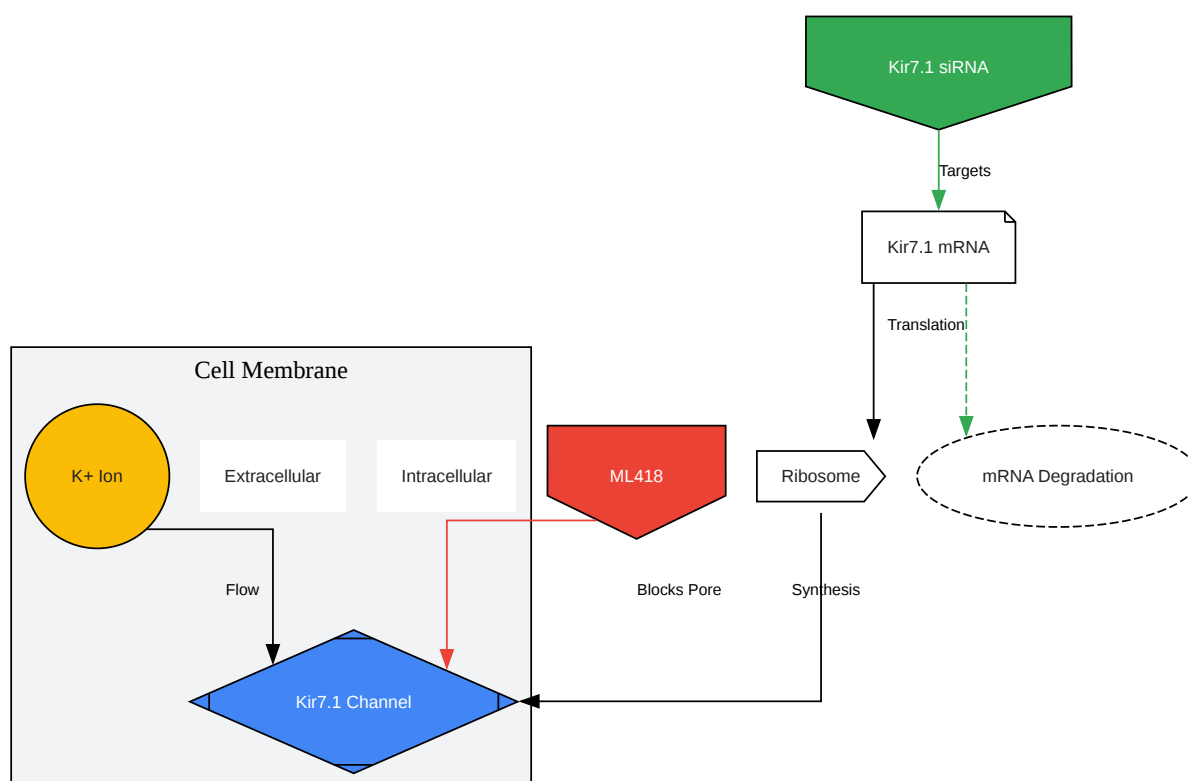 Kir7.1 siRNA
Targets
Kir7.1 mRNA
Translation
Cell Membrane
K+ Ion
Extracellular
Intracellular
ML418
Ribosome
mRNA Degradation
Flow
Blocks Pore
Synthesis
Kir7.1 Channel